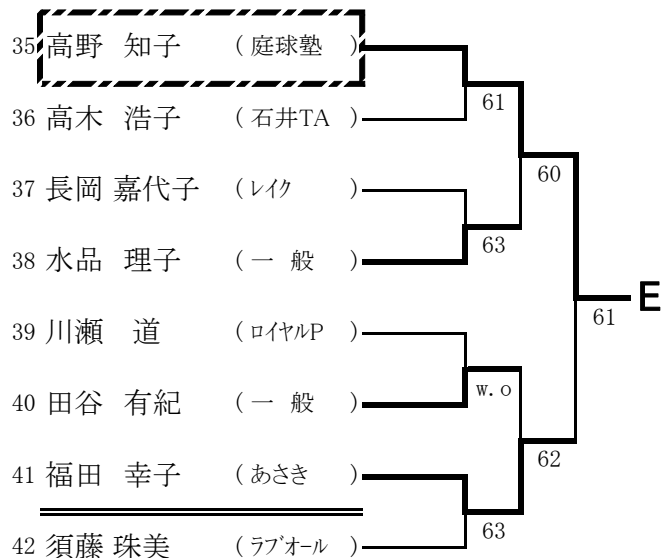 35 高野 知子 ( 庭球塾 )
61
36 高木 浩子 ( 石井TA )
60
37 長岡 嘉代子 ( レイク )
63
38 水品 理子 ( 一 般 )
61 E
39 川瀬 道 ( ロイヤルP )
w.o
40 田谷 有紀 ( 一 般 )
62
41 福田 幸子 ( あさき )
63
42 須藤 珠美 ( ラブオール )